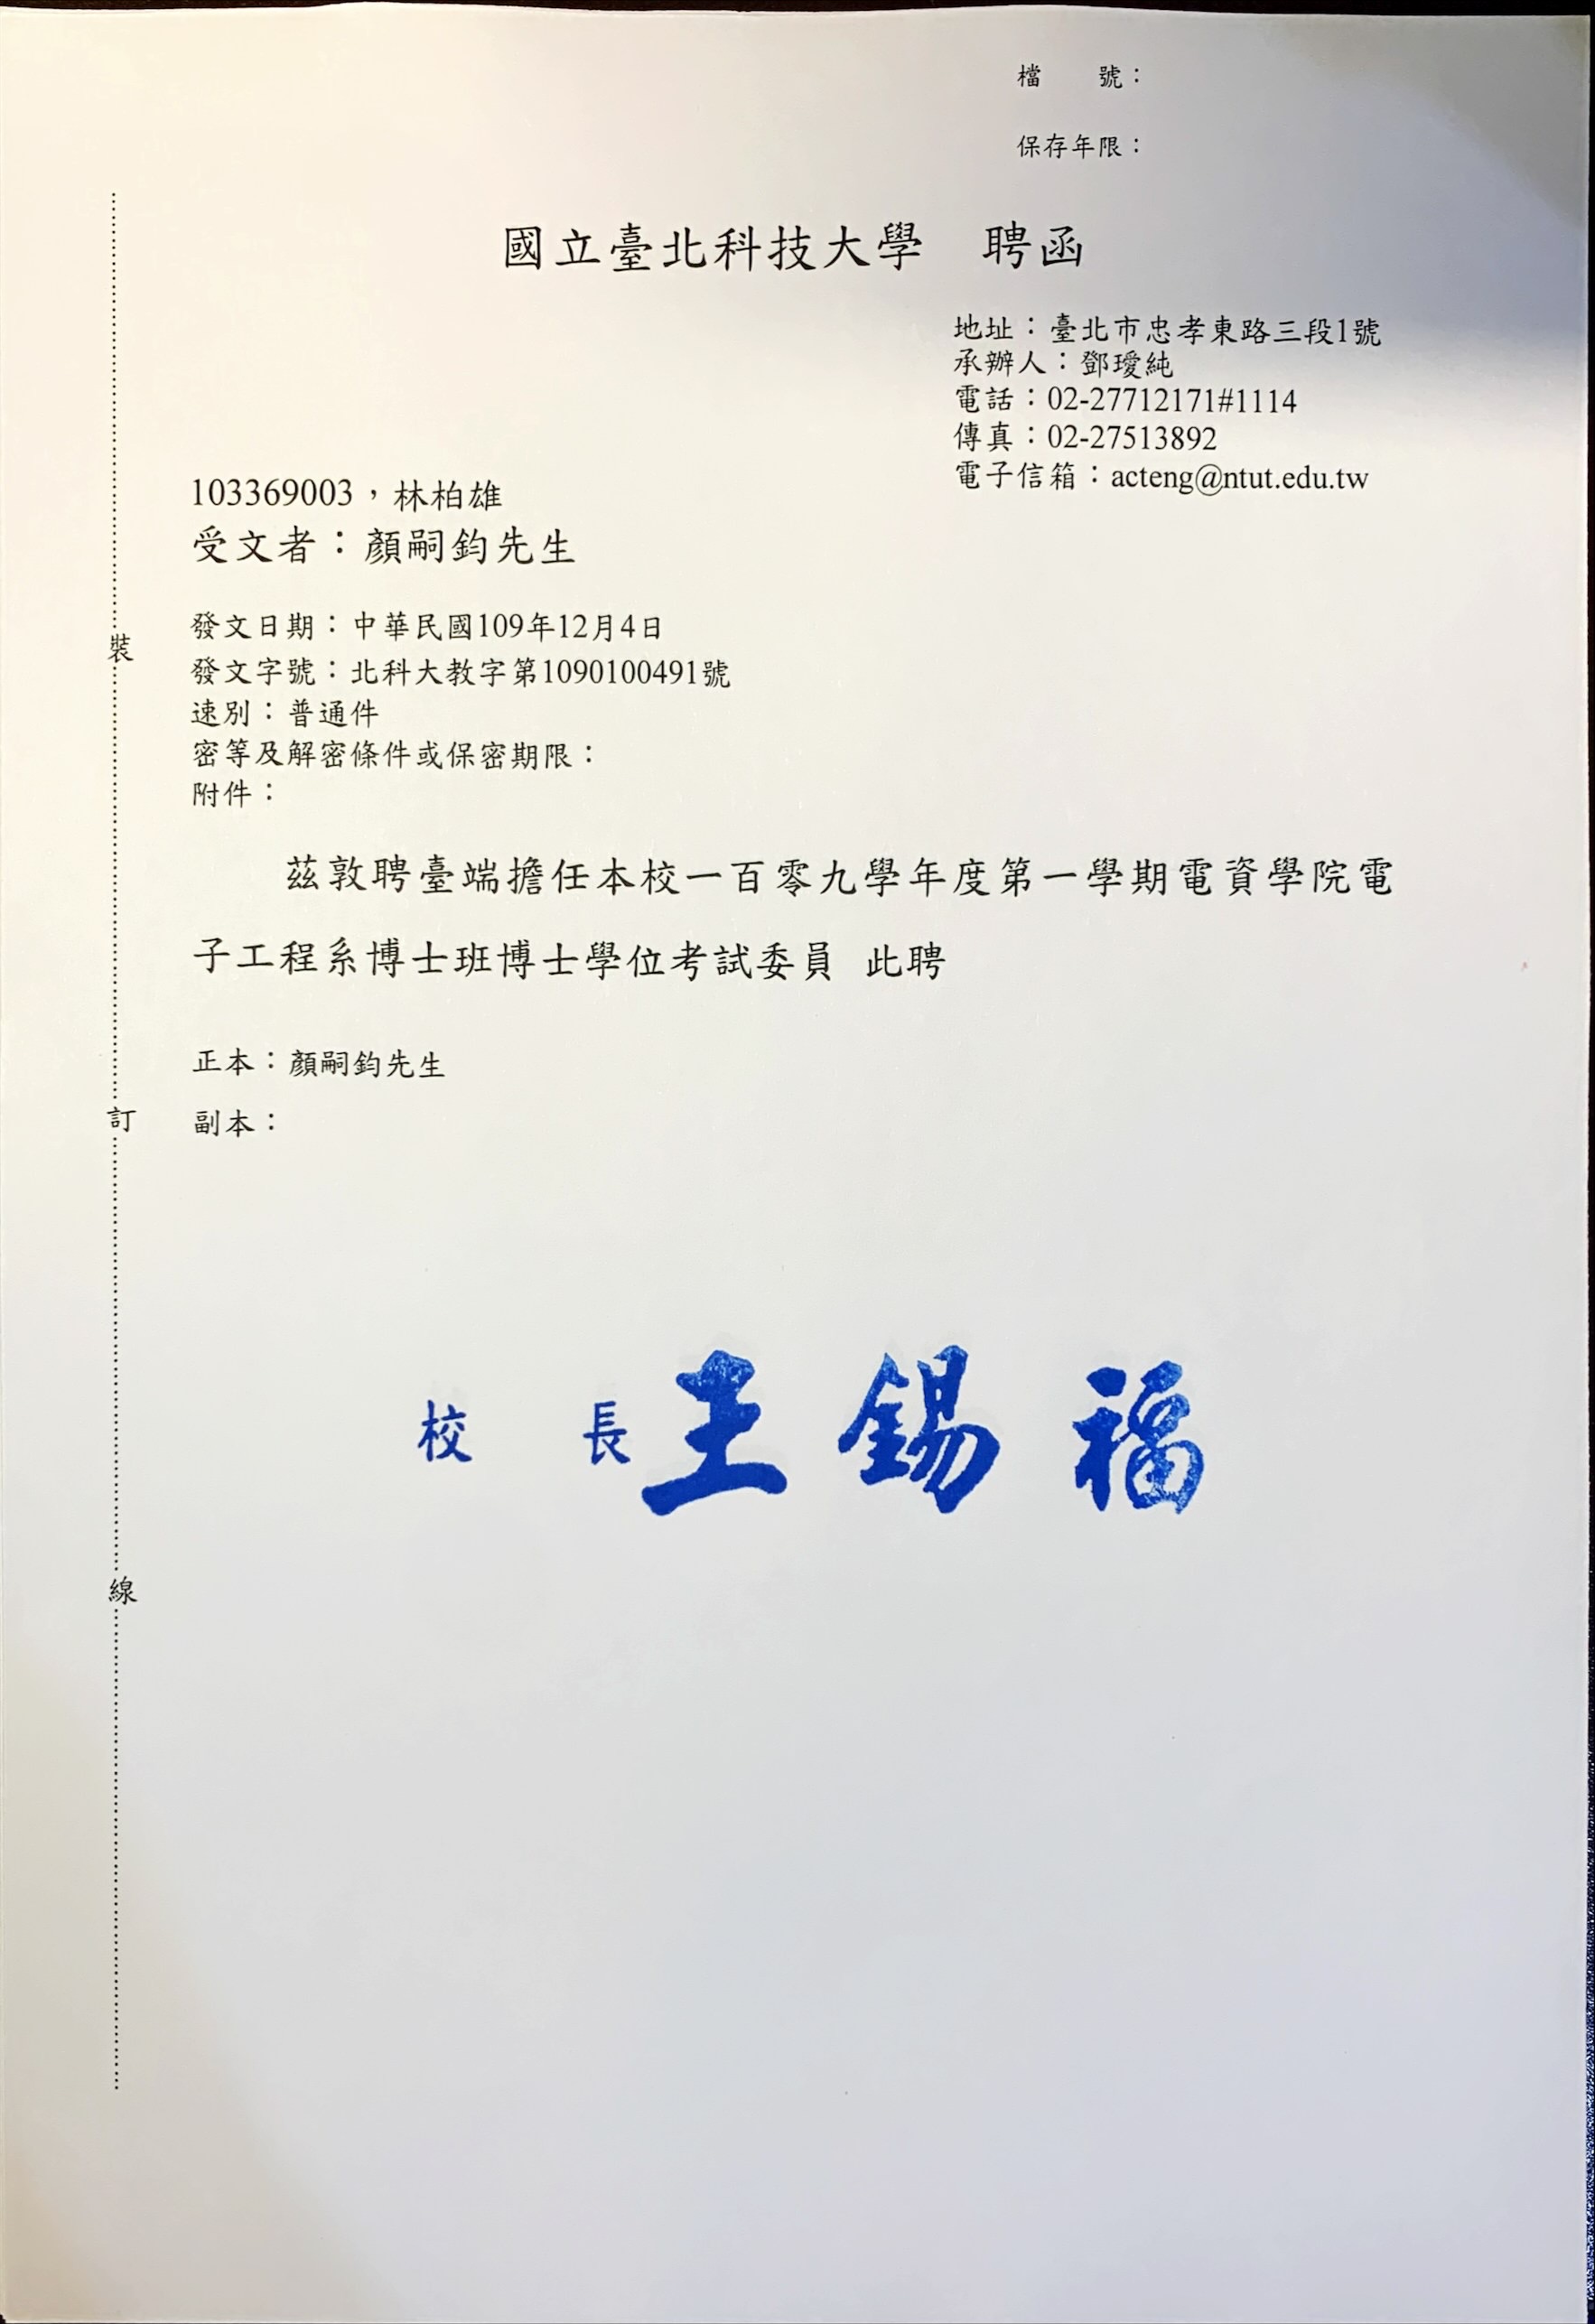 檔　　號：
保存年限：
國立臺北科技大學　聘函
地址：臺北市忠孝東路三段1號
承辦人：鄧璦純
電話：02-27712171#1114
傳真：02-27513892
電子信箱：acteng@ntut.edu.tw
103369003，林柏雄
受文者：顏嗣鈞先生
發文日期：中華民國109年12月4日
發文字號：北科大教字第1090100491號
速別：普通件
密等及解密條件或保密期限：
附件：
茲敦聘臺端擔任本校一百零九學年度第一學期電資學院電
子工程系博士班博士學位考試委員 此聘
正本：顏嗣鈞先生
副本：
校　長 王錫福
裝
訂
線